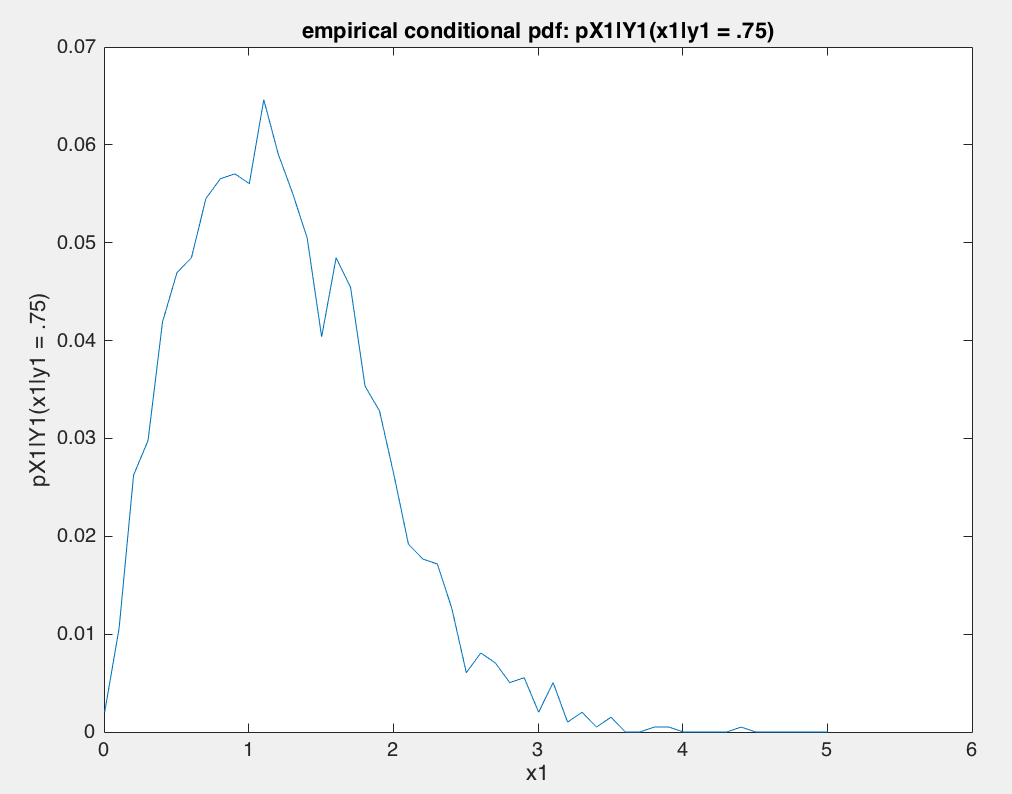 empirical conditional pdf: pX1|Y1(x1|y1 = .75)
0.07
0.06
0.05
0.04
0.03
0.02
0.01
0
pX1|Y1(x1|y1 = .75)
0 1 2 3 4 5 6
x1